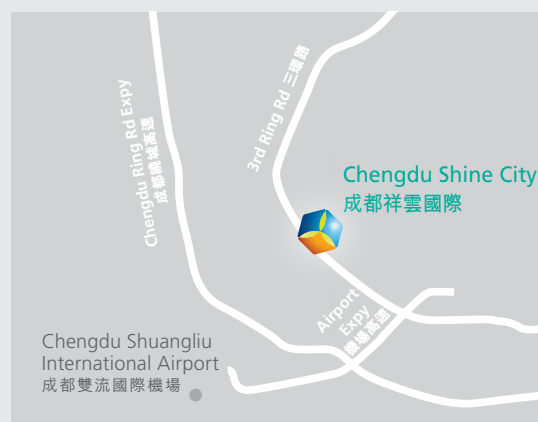 Chengdu Ring Rd Expy
成都繞城高速
3rd Ring Rd 三環路
Chengdu Shine City
成都祥雲國際
Airport
Expy
機場高速
Chengdu Shuangliu
International Airport
成都雙流國際機場